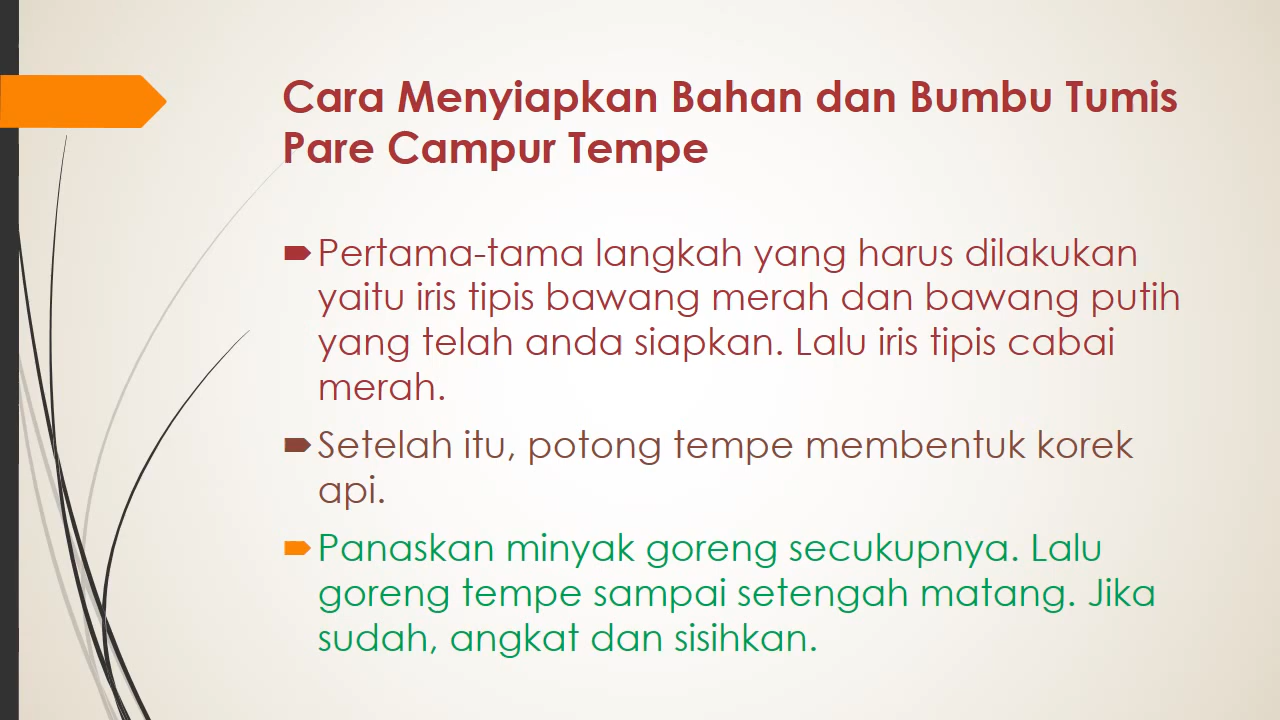 Cara Menyiapkan Bahan dan Bumbu Tumis
Pare Campur Tempe
Pertama-tama langkah yang harus dilakukan
yaitu iris tipis bawang merah dan bawang putih
yang telah anda siapkan. Lalu iris tipis cabai
merah.
Setelah itu, potong tempe membentuk korek
api.
Panaskan minyak goreng secukupnya. Lalu
goreng tempe sampai setengah matang. Jika
sudah, angkat dan sisihkan.